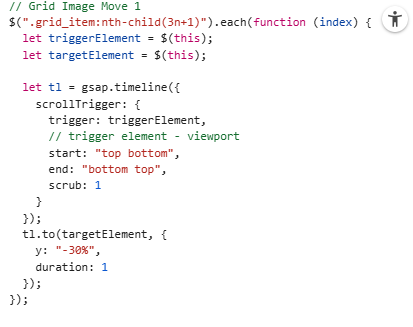 // Grid Image Move 1
$(".grid_item:nth-child(3n+1)").each(function (index) {
  let triggerElement = $(this);
  let targetElement = $(this);

  let tl = gsap.timeline({
    scrollTrigger: {
      trigger: triggerElement,
      // trigger element - viewport
      start: "top bottom",
      end: "bottom top",
      scrub: 1
    }
  });
  tl.to(targetElement, {
    y: "-30%",
    duration: 1
  });
});